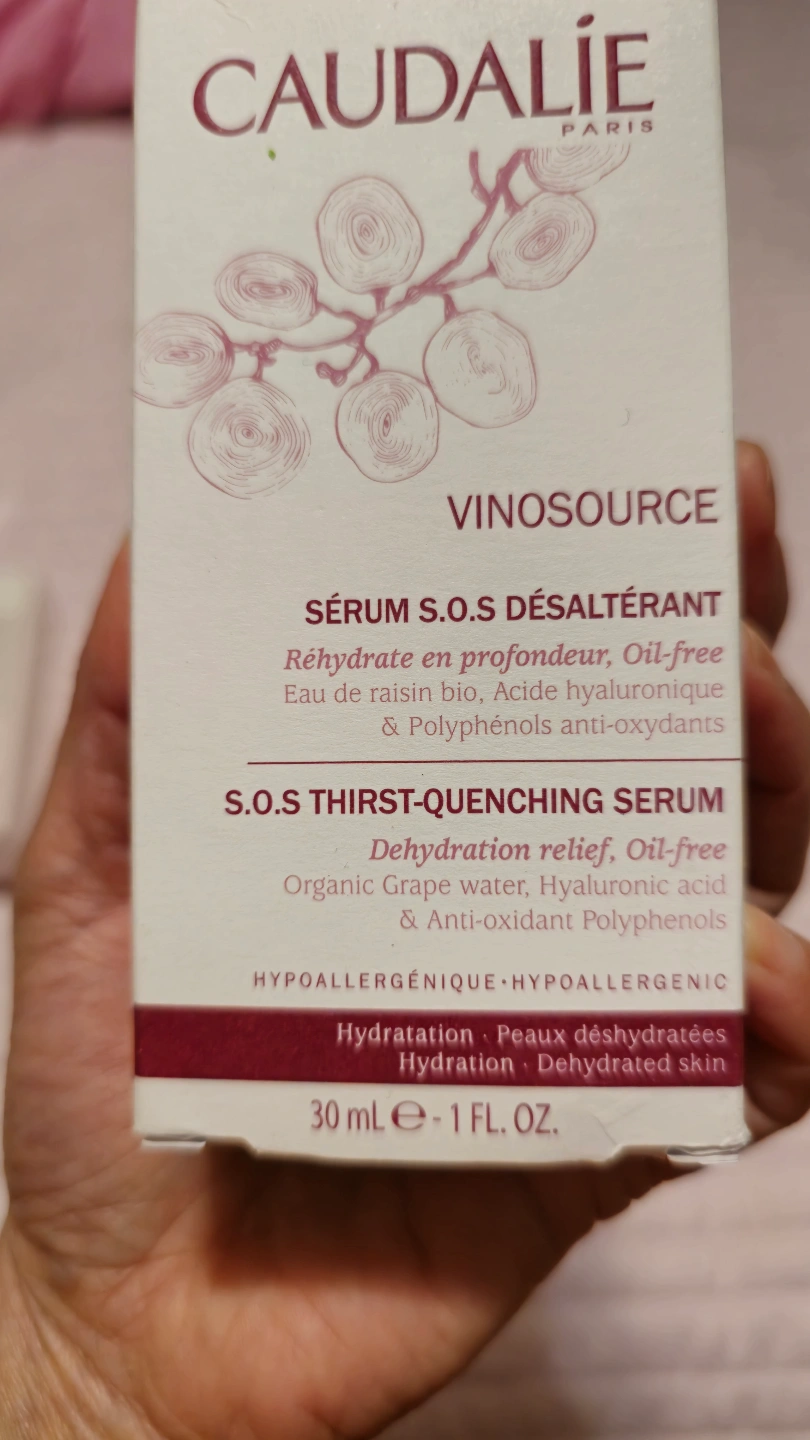 CAUDALÍE
PARIS
VINOSOURCE
SÉRUM S.O.S DÉSALTÉRANT
Réhydrate en profondeur, Oil-free
Eau de raisin bio, Acide hyaluronique
& Polyphénols anti-oxydants
S.O.S THIRST-QUENCHING SERUM
Dehydration relief, Oil-free
Organic Grape water, Hyaluronic acid
& Anti-oxidant Polyphenols
HYPOALLERGÉNIQUE·HYPOALLERGENIC
Hydratation · Peaux déshydratées
Hydration · Dehydrated skin
30 mL ℮ - 1 FL. OZ.